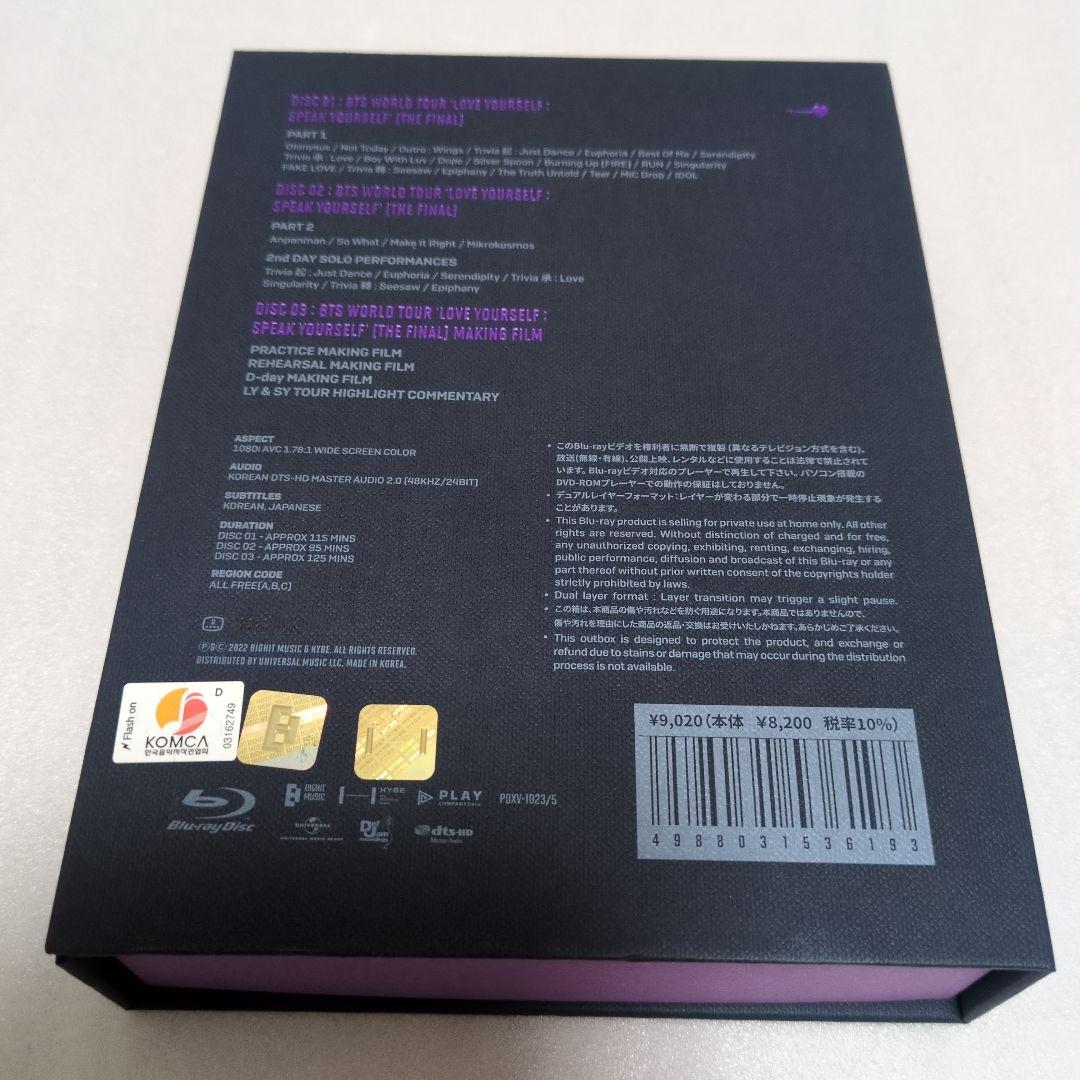 DISC 01 : BTS WORLD TOUR 'LOVE YOURSELF :
SPEAK YOURSELF' [THE FINAL]
PART 1
Dionysus / Not Today / Outro : Wings / Trivia 起 : Just Dance / Euphoria / Best Of Me / Serendipity
Trivia 承 : Love / Boy With Luv / Dope / Silver Spoon / Burning Up (FIRE) / RUN / Singularity
FAKE LOVE / Trivia 轉 : Seesaw / Epiphany / The Truth Untold / Tear / MIC Drop / IDOL
DISC 02 : BTS WORLD TOUR 'LOVE YOURSELF :
SPEAK YOURSELF' [THE FINAL]
PART 2
Anpanman / So What / Make It Right / Mikrokosmos
2nd DAY SOLO PERFORMANCES
Trivia 起 : Just Dance / Euphoria / Serendipity / Trivia 承 : Love
Singularity / Trivia 轉 : Seesaw / Epiphany
DISC 03 : BTS WORLD TOUR 'LOVE YOURSELF :
SPEAK YOURSELF' [THE FINAL] MAKING FILM
PRACTICE MAKING FILM
REHEARSAL MAKING FILM
D-day MAKING FILM
LY & SY TOUR HIGHLIGHT COMMENTARY
ASPECT
1080i AVC 1.78:1 WIDE SCREEN COLOR
AUDIO
KOREAN DTS-HD MASTER AUDIO 2.0 [48KHZ/24BIT]
SUBTITLES
KOREAN, JAPANESE
DURATION
DISC 01 - APPROX 115 MINS
DISC 02 - APPROX 95 MINS
DISC 03 - APPROX 125 MINS
REGION CODE
ALL FREE[A,B,C]
2
Ⓟ&Ⓒ 2022 BIGHIT MUSIC & HYBE. ALL RIGHTS RESERVED.
DISTRIBUTED BY UNIVERSAL MUSIC LLC. MADE IN KOREA.
• このBlu-rayビデオを権利者に無断で複製 (異なるテレビジョン方式を含む)、
放送(無線・有線)、公開上映、レンタルなどに使用することは法律で禁止されて
います。Blu-rayビデオ対応のプレーヤーで再生して下さい。パソコン搭載の
DVD-ROMプレーヤーでの動作の保証はしておりません。
• デュアルレイヤーフォーマット：レイヤーが変わる部分で一時停止現象が発生する
ことがあります。
• This Blu-ray product is selling for private use at home only. All other
rights are reserved. Without distinction of charged and for free,
any unauthorized copying, exhibiting, renting, exchanging, hiring,
public performance, diffusion and broadcast of this Blu-ray or any
part thereof without prior written consent of the copyrights holder
strictly prohibited by laws.
• Dual layer format : Layer transition may trigger a slight pause.
• この箱は、本商品の傷や汚れなどを防ぐ用途になります。本商品ではありませんので、
傷や汚れを理由にした商品の返品・交換はお受けいたしかねます。あらかじめご了承ください。
• This outbox is designed to protect the product, and exchange or
refund due to stains or damage that may occur during the distribution
process is not available.
Flash on
D
03162749
KOMCA
한국음악저작권협회
¥9,020（本体 ¥8,200 税率10%）
4988031536193
Blu-ray Disc
BIGHIT
MUSIC
HYBE
PLAY
COMPANY
PDXV-1023/5
UNIVERSAL
UNIVERSAL MUSIC GROUP
Def
Jam
recordings
dts-HD
Master Audio